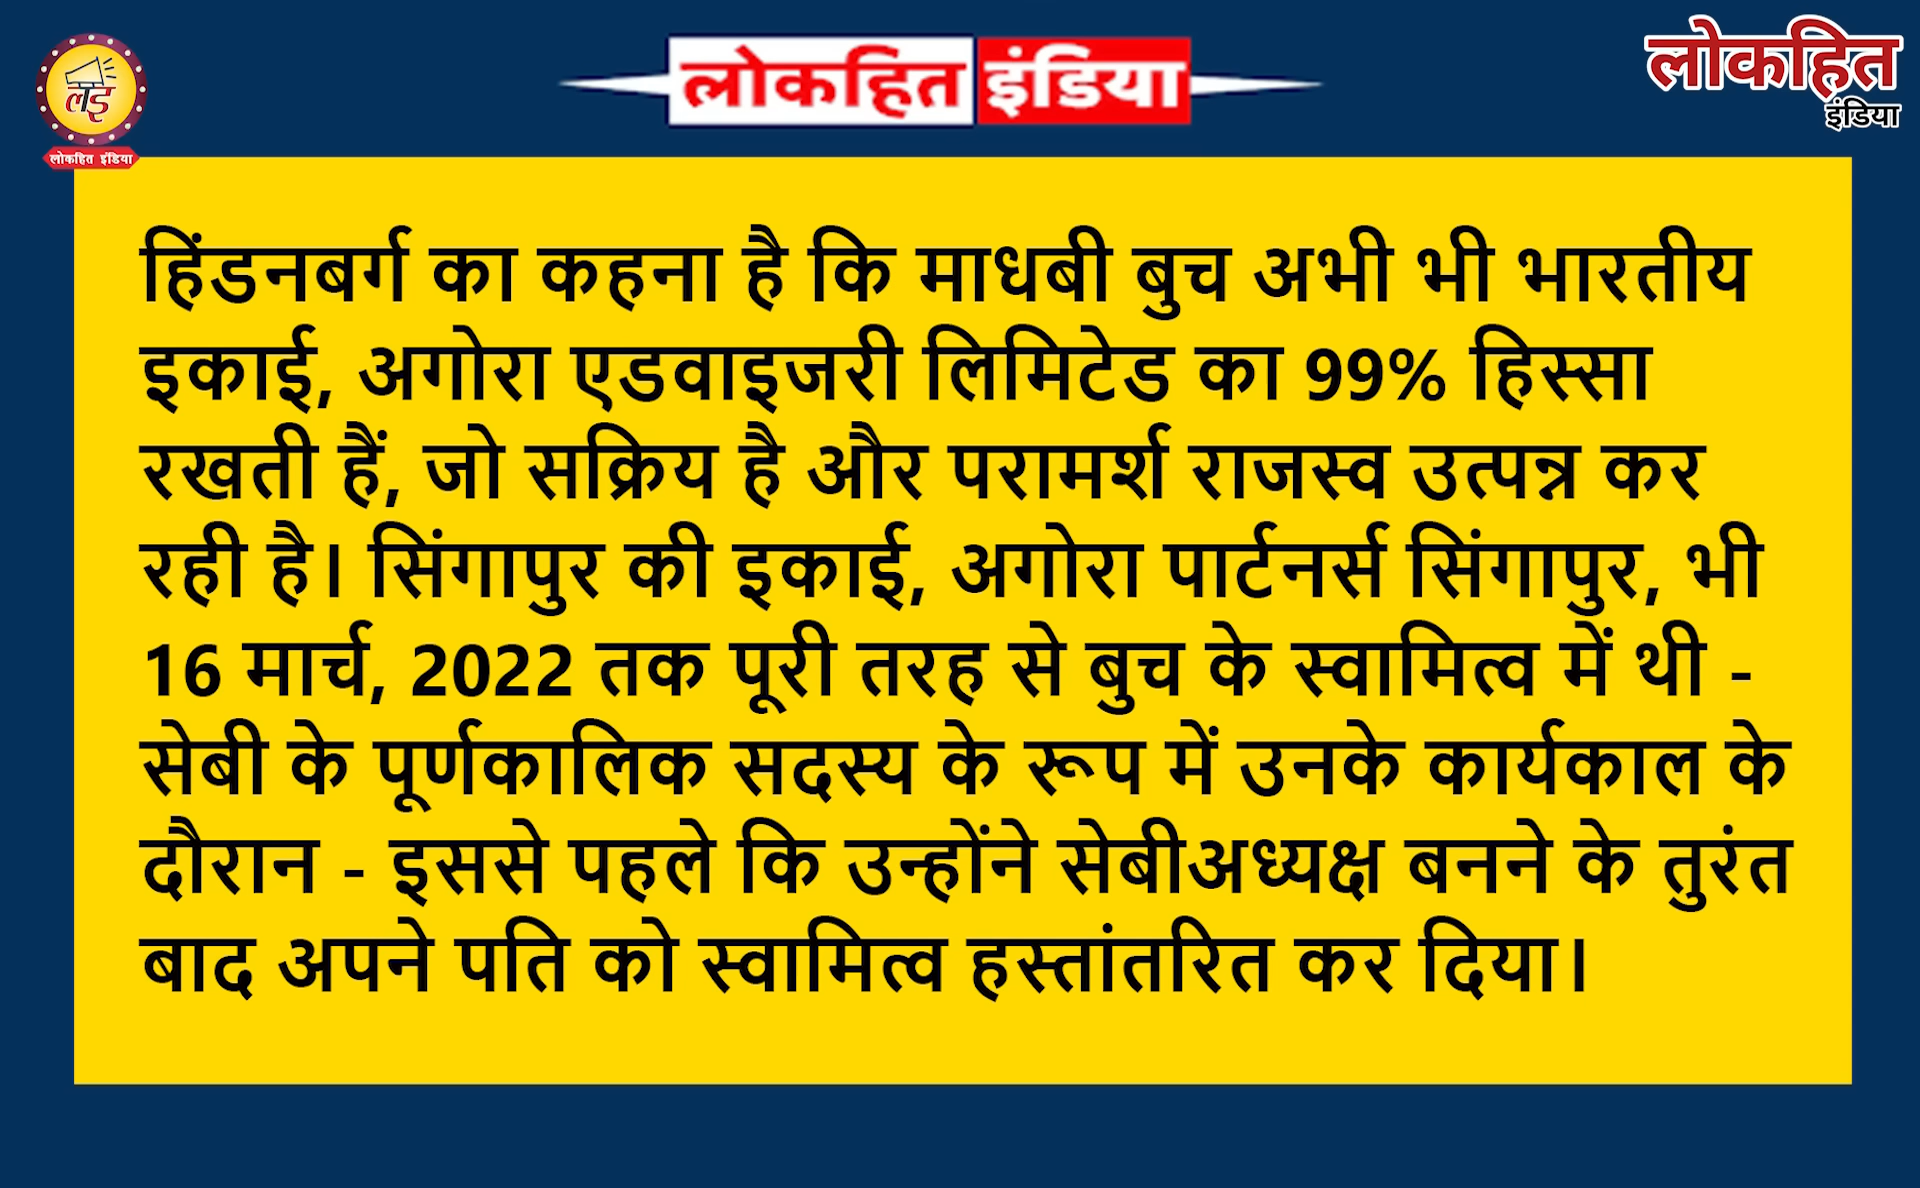 लोकहित इंडिया
लोकहित
इंडिया
लइ
लोकहित इंडिया
हिंडनबर्ग का कहना है कि माधबी बुच अभी भी भारतीय
इकाई, अगोरा एडवाइजरी लिमिटेड का 99% हिस्सा
रखती हैं, जो सक्रिय है और परामर्श राजस्व उत्पन्न कर
रही है। सिंगापुर की इकाई, अगोरा पार्टनर्स सिंगापुर, भी
16 मार्च, 2022 तक पूरी तरह से बुच के स्वामित्व में थी -
सेबी के पूर्णकालिक सदस्य के रूप में उनके कार्यकाल के
दौरान - इससे पहले कि उन्होंने सेबीअध्यक्ष बनने के तुरंत
बाद अपने पति को स्वामित्व हस्तांतरित कर दिया।